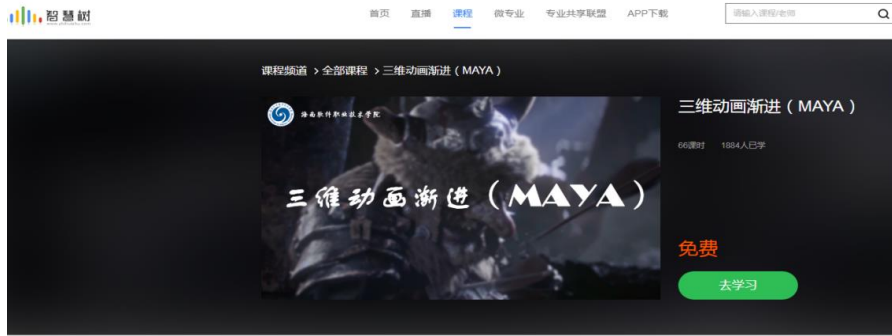 智慧树
首页 直播 课程 微专业 专业共享联盟 APP下载 请输入课程/老师
课程频道 > 全部课程 > 三维动画渐进（MAYA）
海南软件职业技术学院
三维动画渐进（MAYA）
三维动画渐进（MAYA）
66课时 1884人已学
免费
去学习